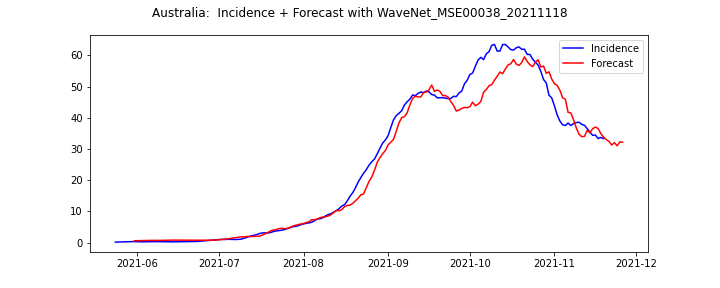 Australia:  Incidence + Forecast with WaveNet_MSE00038_20211118
Incidence
Forecast
60
50
40
30
20
10
0
2021-06 2021-07 2021-08 2021-09 2021-10 2021-11 2021-12